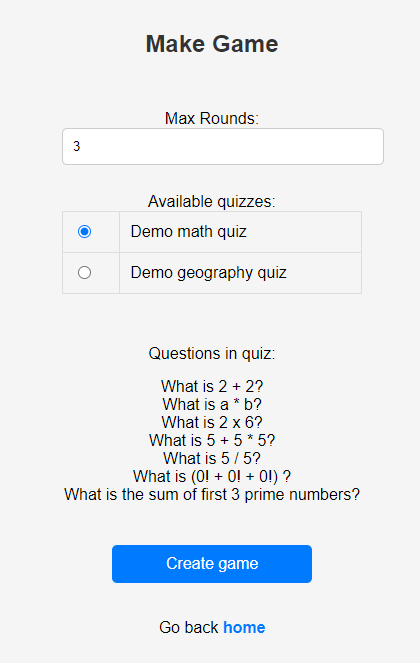 Make Game
Max Rounds:
3
Available quizzes:
Demo math quiz
Demo geography quiz
Questions in quiz:
What is 2 + 2?
What is a * b?
What is 2 x 6?
What is 5 + 5 * 5?
What is 5 / 5?
What is (0! + 0! + 0!) ?
What is the sum of first 3 prime numbers?
Create game
Go back home